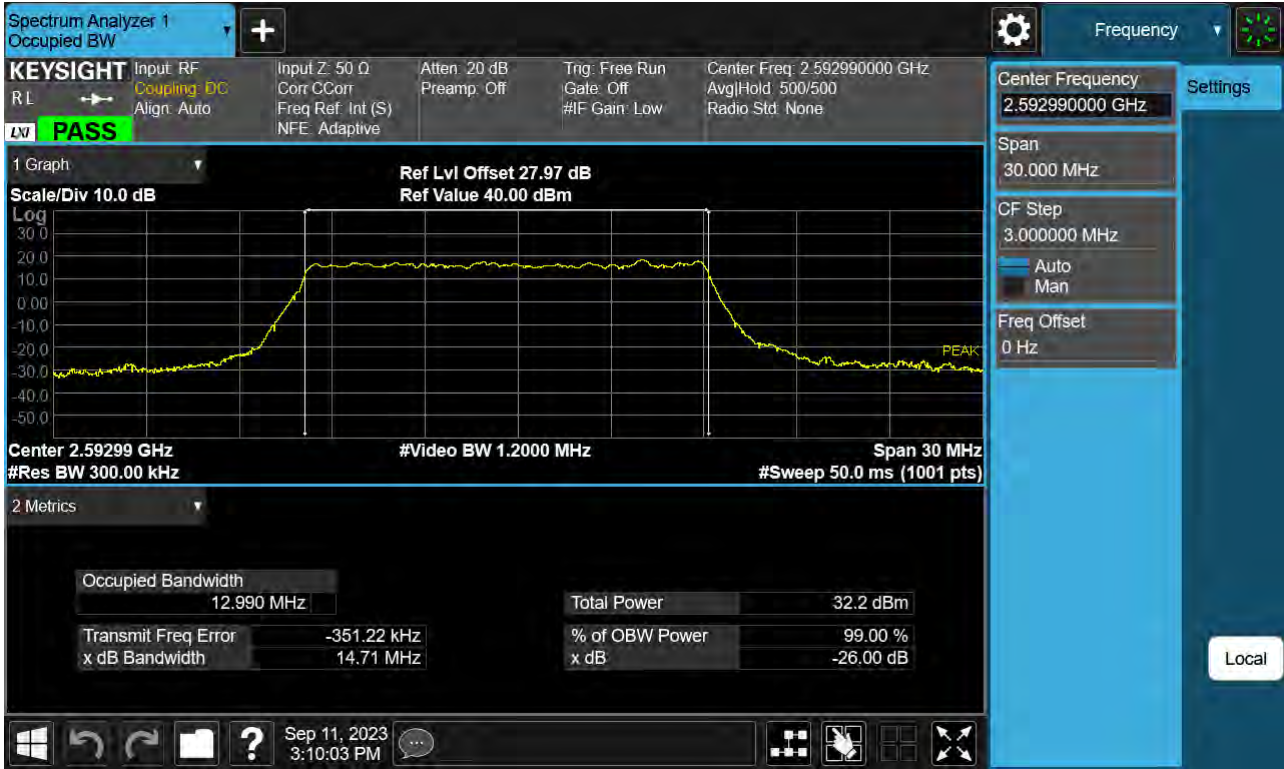 Spectrum Analyzer 1
Occupied BW
Frequency
KEYSIGHT
RL
LXI
PASS
Input: RF
Coupling: DC
Align: Auto
Input Z: 50 Ω
Corr CCorr
Freq Ref: Int (S)
NFE: Adaptive
Atten: 20 dB
Preamp: Off
Trig: Free Run
Gate: Off
#IF Gain: Low
Center Freq: 2.592990000 GHz
Avg|Hold: 500/500
Radio Std: None
1 Graph
Scale/Div 10.0 dB
Ref Lvl Offset 27.97 dB
Ref Value 40.00 dBm
Log
30.0
20.0
10.0
0.00
-10.0
-20.0
-30.0
-40.0
-50.0
PEAK
Center 2.59299 GHz
#Video BW 1.2000 MHz
Span 30 MHz
#Res BW 300.00 kHz
#Sweep 50.0 ms (1001 pts)
2 Metrics
Occupied Bandwidth
12.990 MHz
Total Power 32.2 dBm
Transmit Freq Error -351.22 kHz
% of OBW Power 99.00 %
x dB Bandwidth 14.71 MHz
x dB -26.00 dB
Center Frequency
2.592990000 GHz
Settings
Span
30.000 MHz
CF Step
3.000000 MHz
Auto
Man
Freq Offset
0 Hz
Local
?
Sep 11, 2023
3:10:03 PM